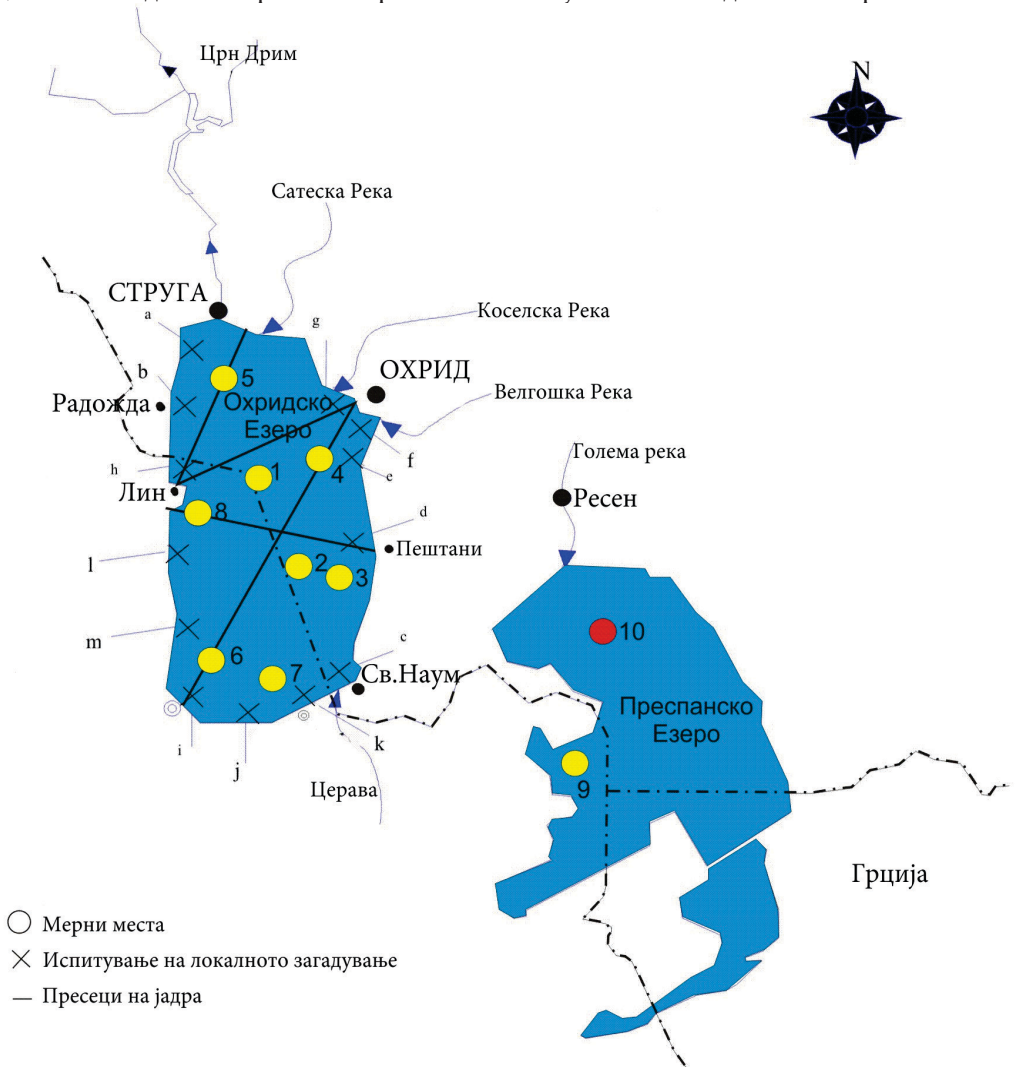 Црн Дрим
N
Сатеска Река
СТРУГА
a
g
Коселска Река
b
5
ОХРИД
Радожда
Охридско
Езеро
Велгошка Река
4
f
h
1
e
Голема река
Лин
8
d
Ресен
l
2
3
Пештани
m
c
10
6
7
Св.Наум
Преспанско
Езеро
i
j
k
9
Церава
Грција
Мерни места
Испитување на локалното загадување
Пресеци на јадра